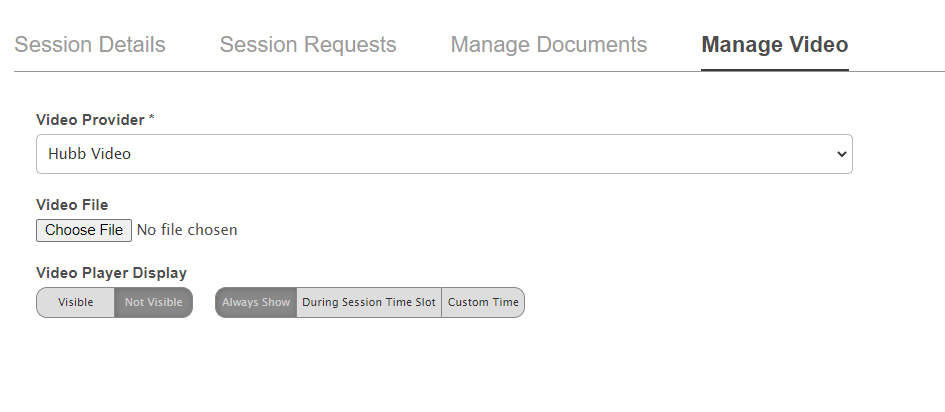 Session Details Session Requests Manage Documents Manage Video
Video Provider *
Hubb Video
Video File
Choose File No file chosen
Video Player Display
Visible Not Visible Always Show During Session Time Slot Custom Time